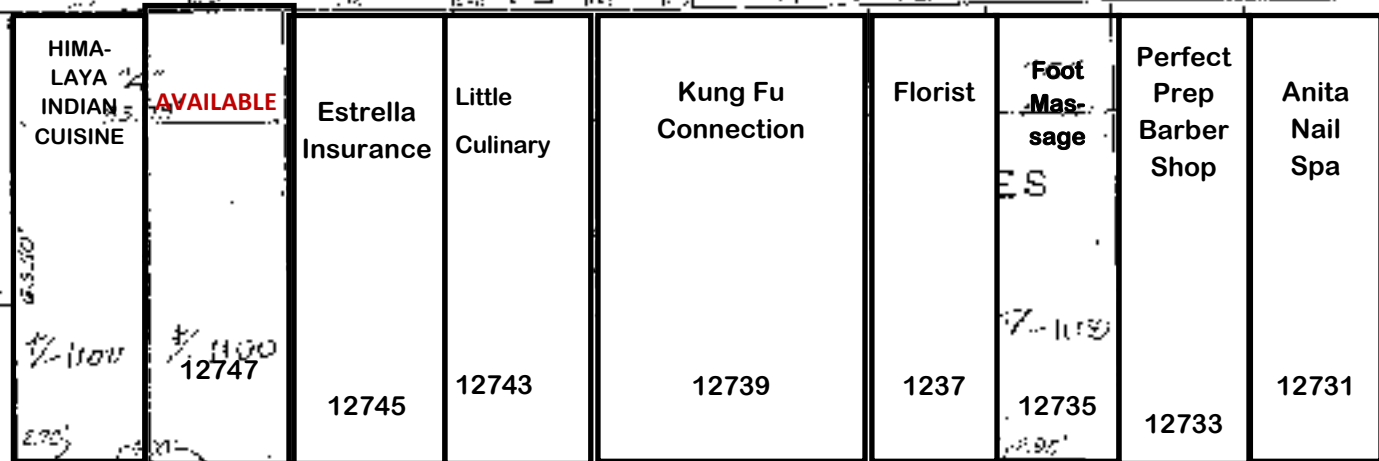 HIMA-
LAYA
INDIAN
CUISINE
AVAILABLE
12747
Estrella
Insurance
12745
Little
Culinary
12743
Kung Fu
Connection
12739
Florist
1237
Foot
Mas-
sage
ES
12735
Perfect
Prep
Barber
Shop
12733
Anita
Nail
Spa
12731